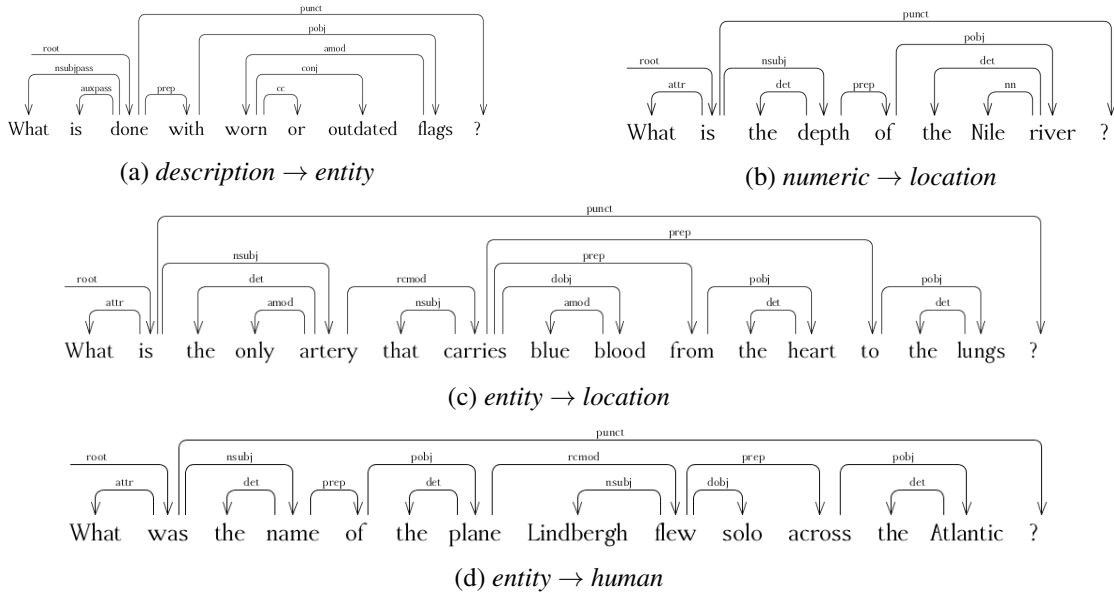 punct
pobj
root amod
nsubjpass conj
auxpass prep cc
What is done with worn or outdated flags ?
(a) description → entity
punct
pobj
root nsubj det
attr det prep nn
What is the depth of the Nile river ?
(b) numeric → location
punct
prep
nsubj prep
root det rcmod dobj pobj pobj
attr amod nsubj amod det det
What is the only artery that carries blue blood from the heart to the lungs ?
(c) entity → location
punct
root nsubj pobj rcmod prep pobj
attr det prep det nsubj dobj det
What was the name of the plane Lindbergh flew solo across the Atlantic ?
(d) entity → human